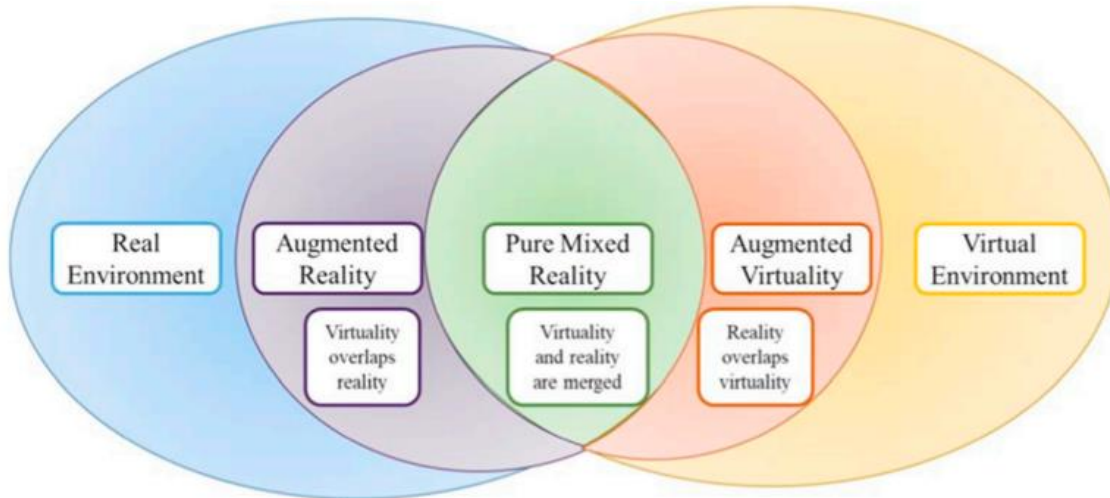 Real
Environment
Augmented
Reality
Pure Mixed
Reality
Augmented
Virtuality
Virtual
Environment
Virtuality
overlaps
reality
Virtuality
and reality
are merged
Reality
overlaps
virtuality